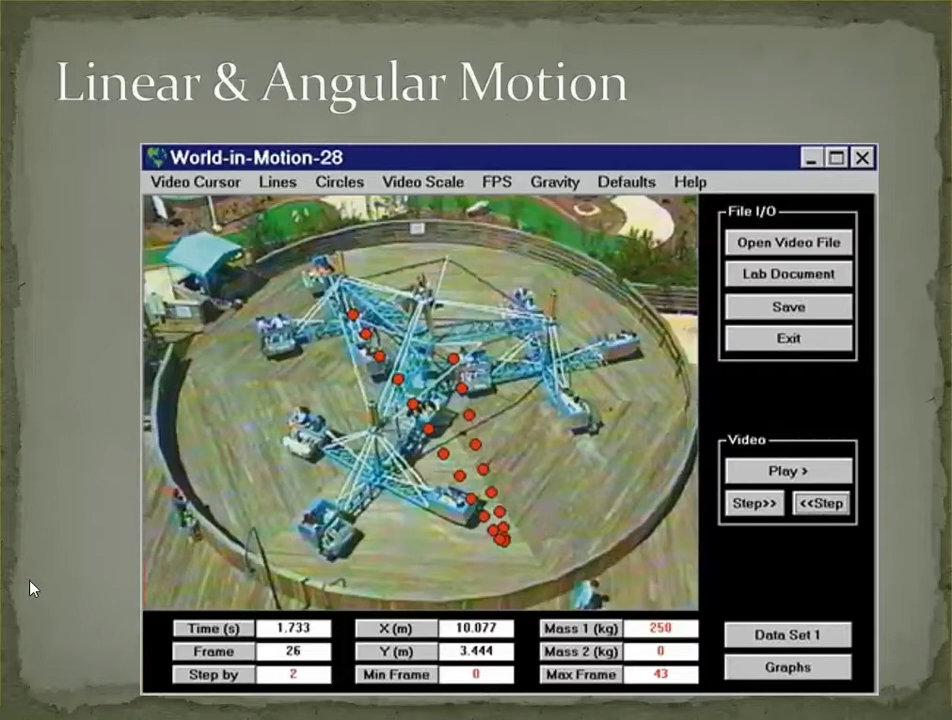 Linear & Angular Motion
World-in-Motion-28
Video Cursor Lines Circles Video Scale FPS Gravity Defaults Help
File I/O
Open Video File
Lab Document
Save
Exit
Video
Play >
Step>> <<Step
Time (s) 1.733 X (m) 10.077 Mass 1 (kg) 250
Frame 26 Y (m) 3.444 Mass 2 (kg) 0
Step by 2 Min Frame 0 Max Frame 43
Data Set 1
Graphs